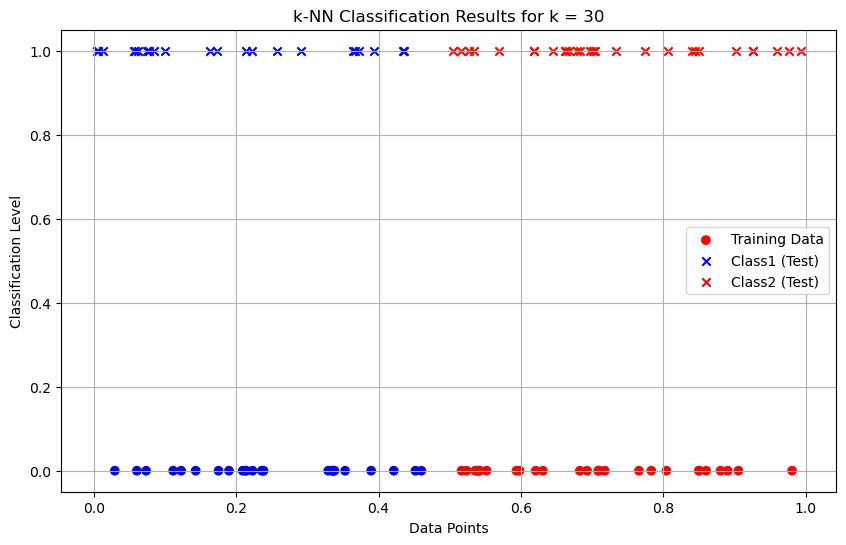 k-NN Classification Results for k = 30
1.0
0.8
0.6
0.4
0.2
0.0
Classification Level
Training Data
Class1 (Test)
Class2 (Test)
0.0 0.2 0.4 0.6 0.8 1.0
Data Points